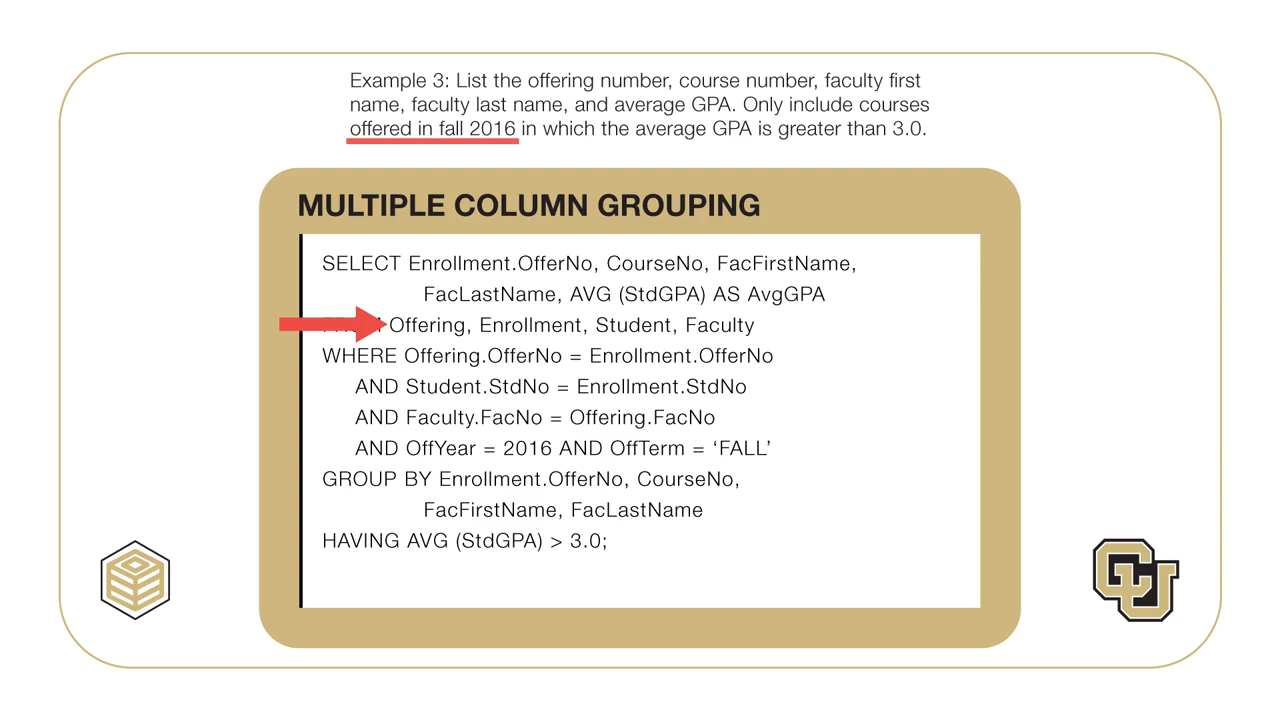 Example 3: List the offering number, course number, faculty first
name, faculty last name, and average GPA. Only include courses
offered in fall 2016 in which the average GPA is greater than 3.0.
MULTIPLE COLUMN GROUPING
SELECT Enrollment.OfferNo, CourseNo, FacFirstName,
FacLastName, AVG (StdGPA) AS AvgGPA
FROM Offering, Enrollment, Student, Faculty
WHERE Offering.OfferNo = Enrollment.OfferNo
AND Student.StdNo = Enrollment.StdNo
AND Faculty.FacNo = Offering.FacNo
AND OffYear = 2016 AND OffTerm = ‘FALL’
GROUP BY Enrollment.OfferNo, CourseNo,
FacFirstName, FacLastName
HAVING AVG (StdGPA) > 3.0;
CU